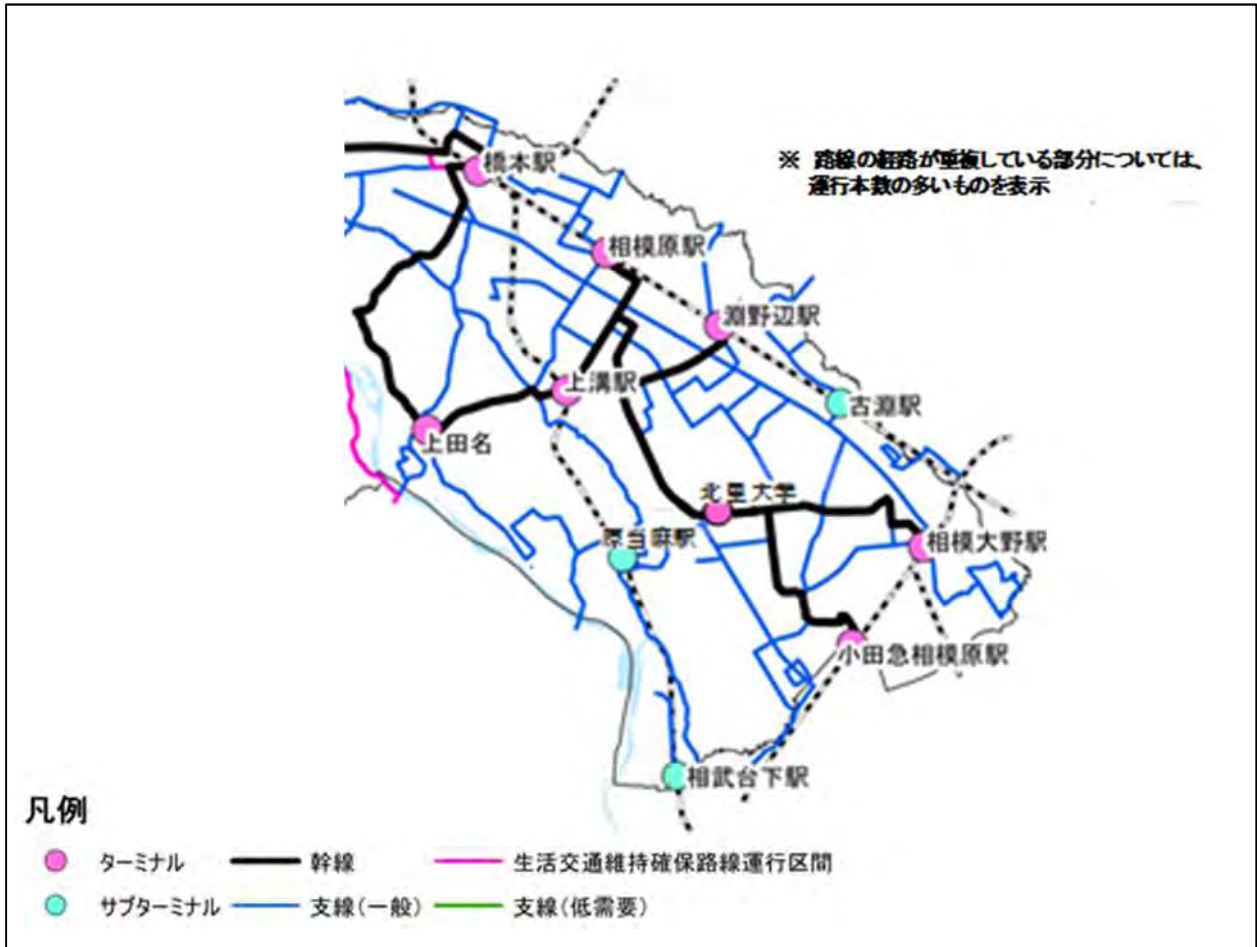 ※ 路線の経路が重複している部分については、
運行本数の多いものを表示
橋本駅
相模原駅
淵野辺駅
上溝駅
古淵駅
上田名
北里大学
原当麻駅
相模大野駅
小田急相模原駅
相武台下駅
凡例
ターミナル 幹線 生活交通維持確保路線運行区間
サブターミナル 支線(一般) 支線(低需要)